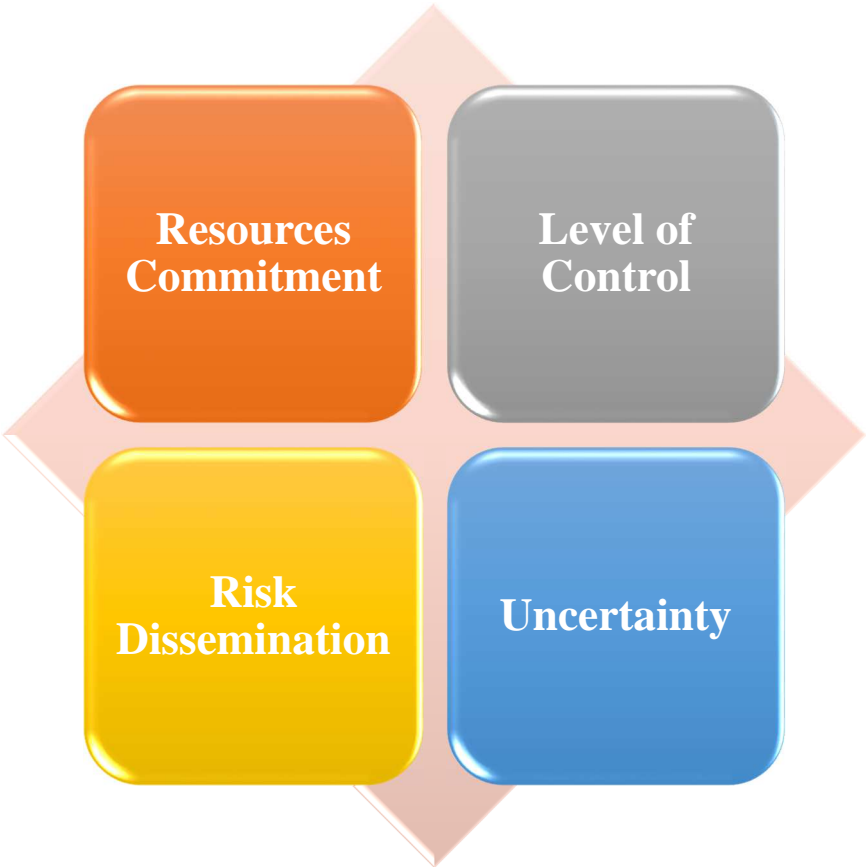 Resources
Commitment
Level of
Control
Risk
Dissemination
Uncertainty